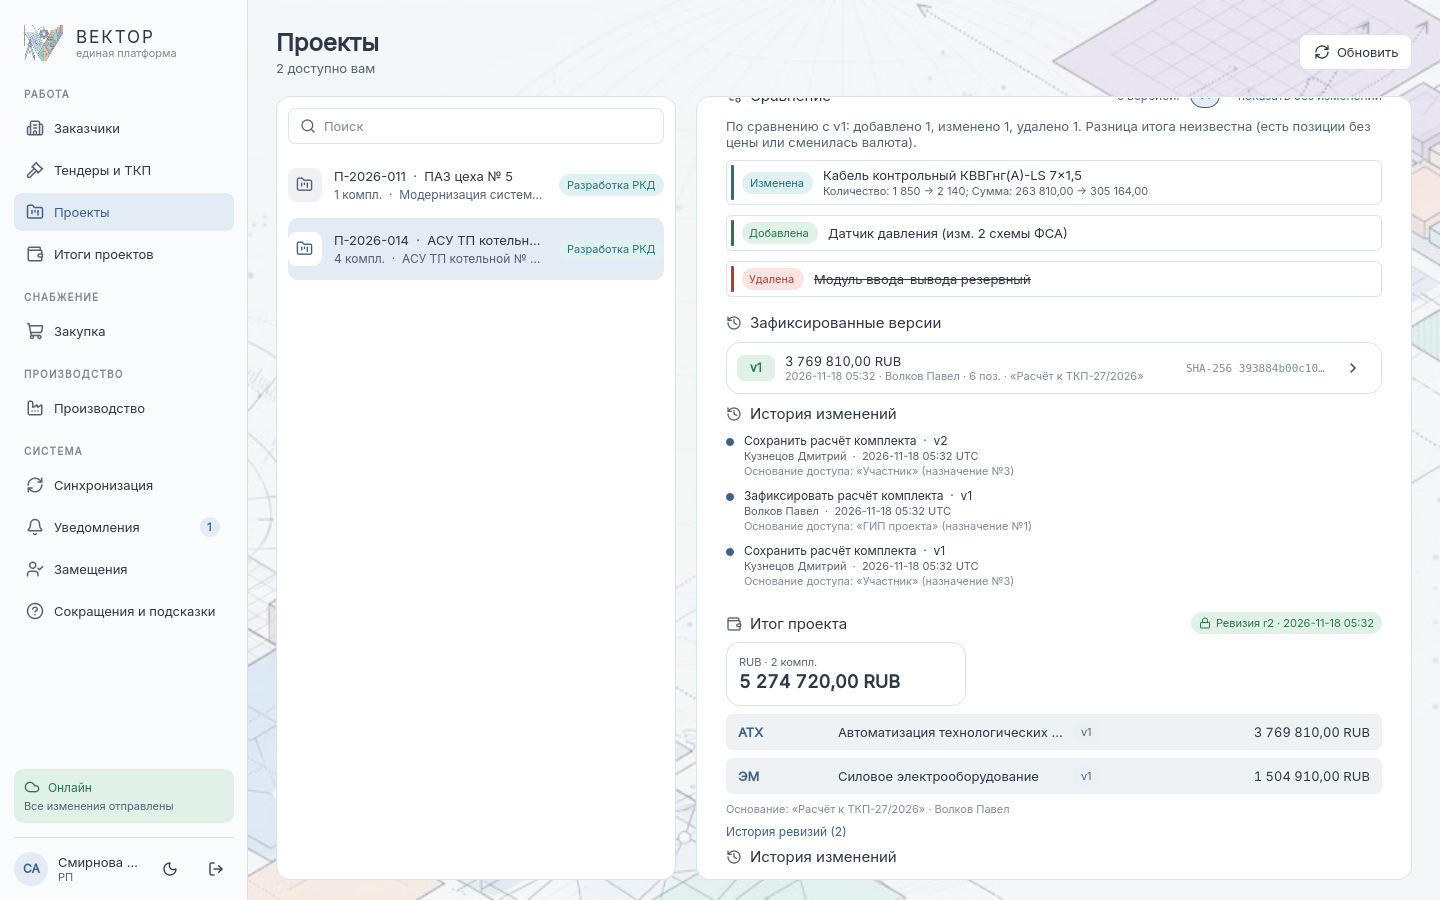 ВЕКТОР
единая платформа
РАБОТА
Заказчики
Тендеры и ТКП
Проекты
Итоги проектов
СНАБЖЕНИЕ
Закупка
ПРОИЗВОДСТВО
Производство
СИСТЕМА
Синхронизация
Уведомления 1
Замещения
Сокращения и подсказки
Онлайн
Все изменения отправлены
СА
Смирнова ...
РП
Проекты
2 доступно вам
Обновить
Поиск
П-2026-011 · ПАЗ цеха № 5
1 компл. · Модернизация систем...
Разработка РКД
П-2026-014 · АСУ ТП котельн...
4 компл. · АСУ ТП котельной № ...
Разработка РКД
Сравнение
с версией:
показать без изменений
По сравнению с v1: добавлено 1, изменено 1, удалено 1. Разница итога неизвестна (есть позиции без
цены или сменилась валюта).
Изменена
Кабель контрольный КВВГнг(А)-LS 7×1,5
Количество: 1 850 → 2 140; Сумма: 263 810,00 → 305 164,00
Добавлена
Датчик давления (изм. 2 схемы ФСА)
Удалена
Модуль ввода-вывода резервный
Зафиксированные версии
v1
3 769 810,00 RUB
2026-11-18 05:32 · Волков Павел · 6 поз. · «Расчёт к ТКП-27/2026»
SHA-256 393884b00c10…
История изменений
Сохранить расчёт комплекта · v2
Кузнецов Дмитрий · 2026-11-18 05:32 UTC
Основание доступа: «Участник» (назначение №3)
Зафиксировать расчёт комплекта · v1
Волков Павел · 2026-11-18 05:32 UTC
Основание доступа: «ГИП проекта» (назначение №1)
Сохранить расчёт комплекта · v1
Кузнецов Дмитрий · 2026-11-18 05:32 UTC
Основание доступа: «Участник» (назначение №3)
Итог проекта
Ревизия r2 · 2026-11-18 05:32
RUB · 2 компл.
5 274 720,00 RUB
АТХ Автоматизация технологических ... v1 3 769 810,00 RUB
ЭМ Силовое электрооборудование v1 1 504 910,00 RUB
Основание: «Расчёт к ТКП-27/2026» · Волков Павел
История ревизий (2)
История изменений